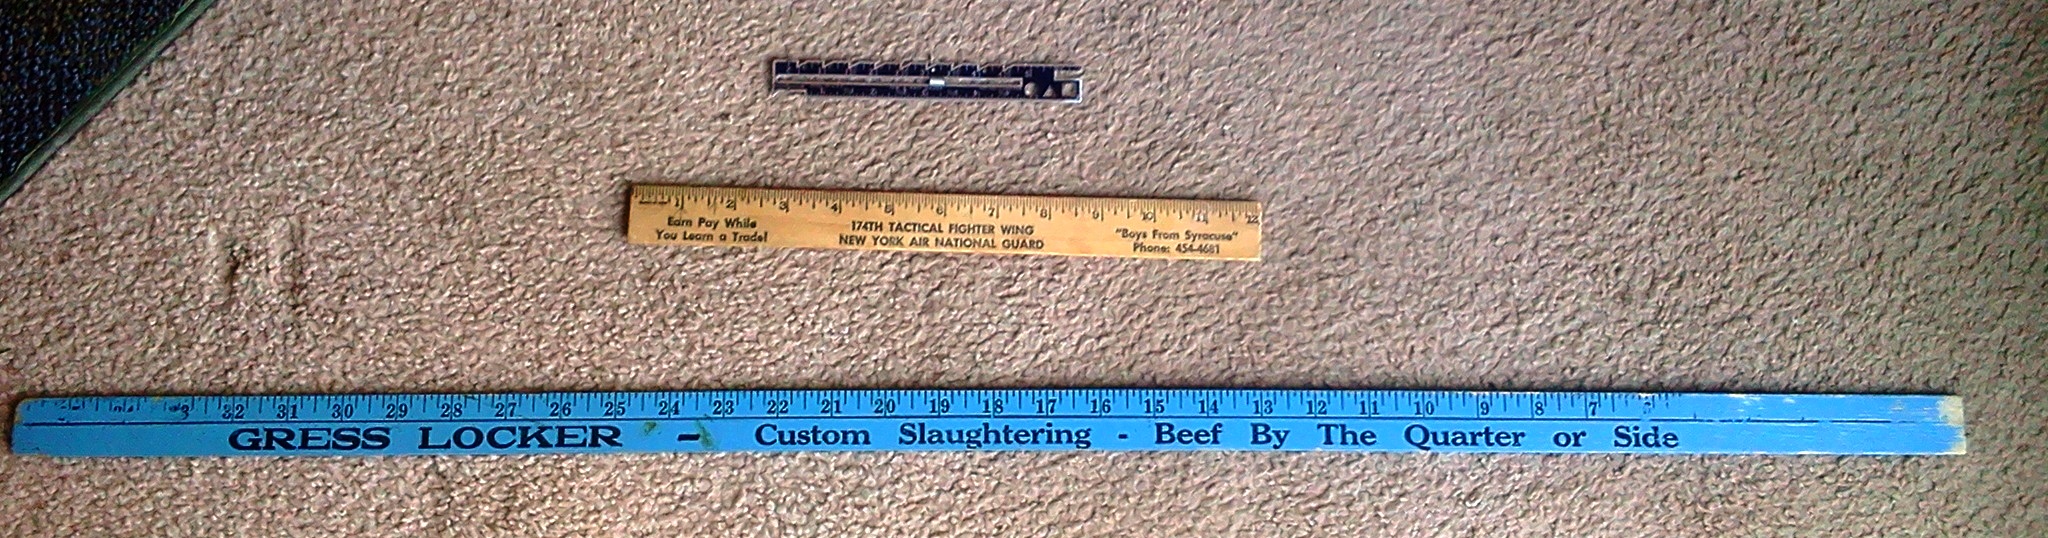 1 2 3 4 5 6 7 8 9 10 11 12
Earn Pay While
You Learn a Trade!
174TH TACTICAL FIGHTER WING
NEW YORK AIR NATIONAL GUARD
"Boys From Syracuse"
Phone: 454-4681
32 31 30 29 28 27 26 25 24 23 22 21 20 19 18 17 16 15 14 13 12 11 10 9 8 7
GRESS LOCKER - Custom Slaughtering - Beef By The Quarter or Side